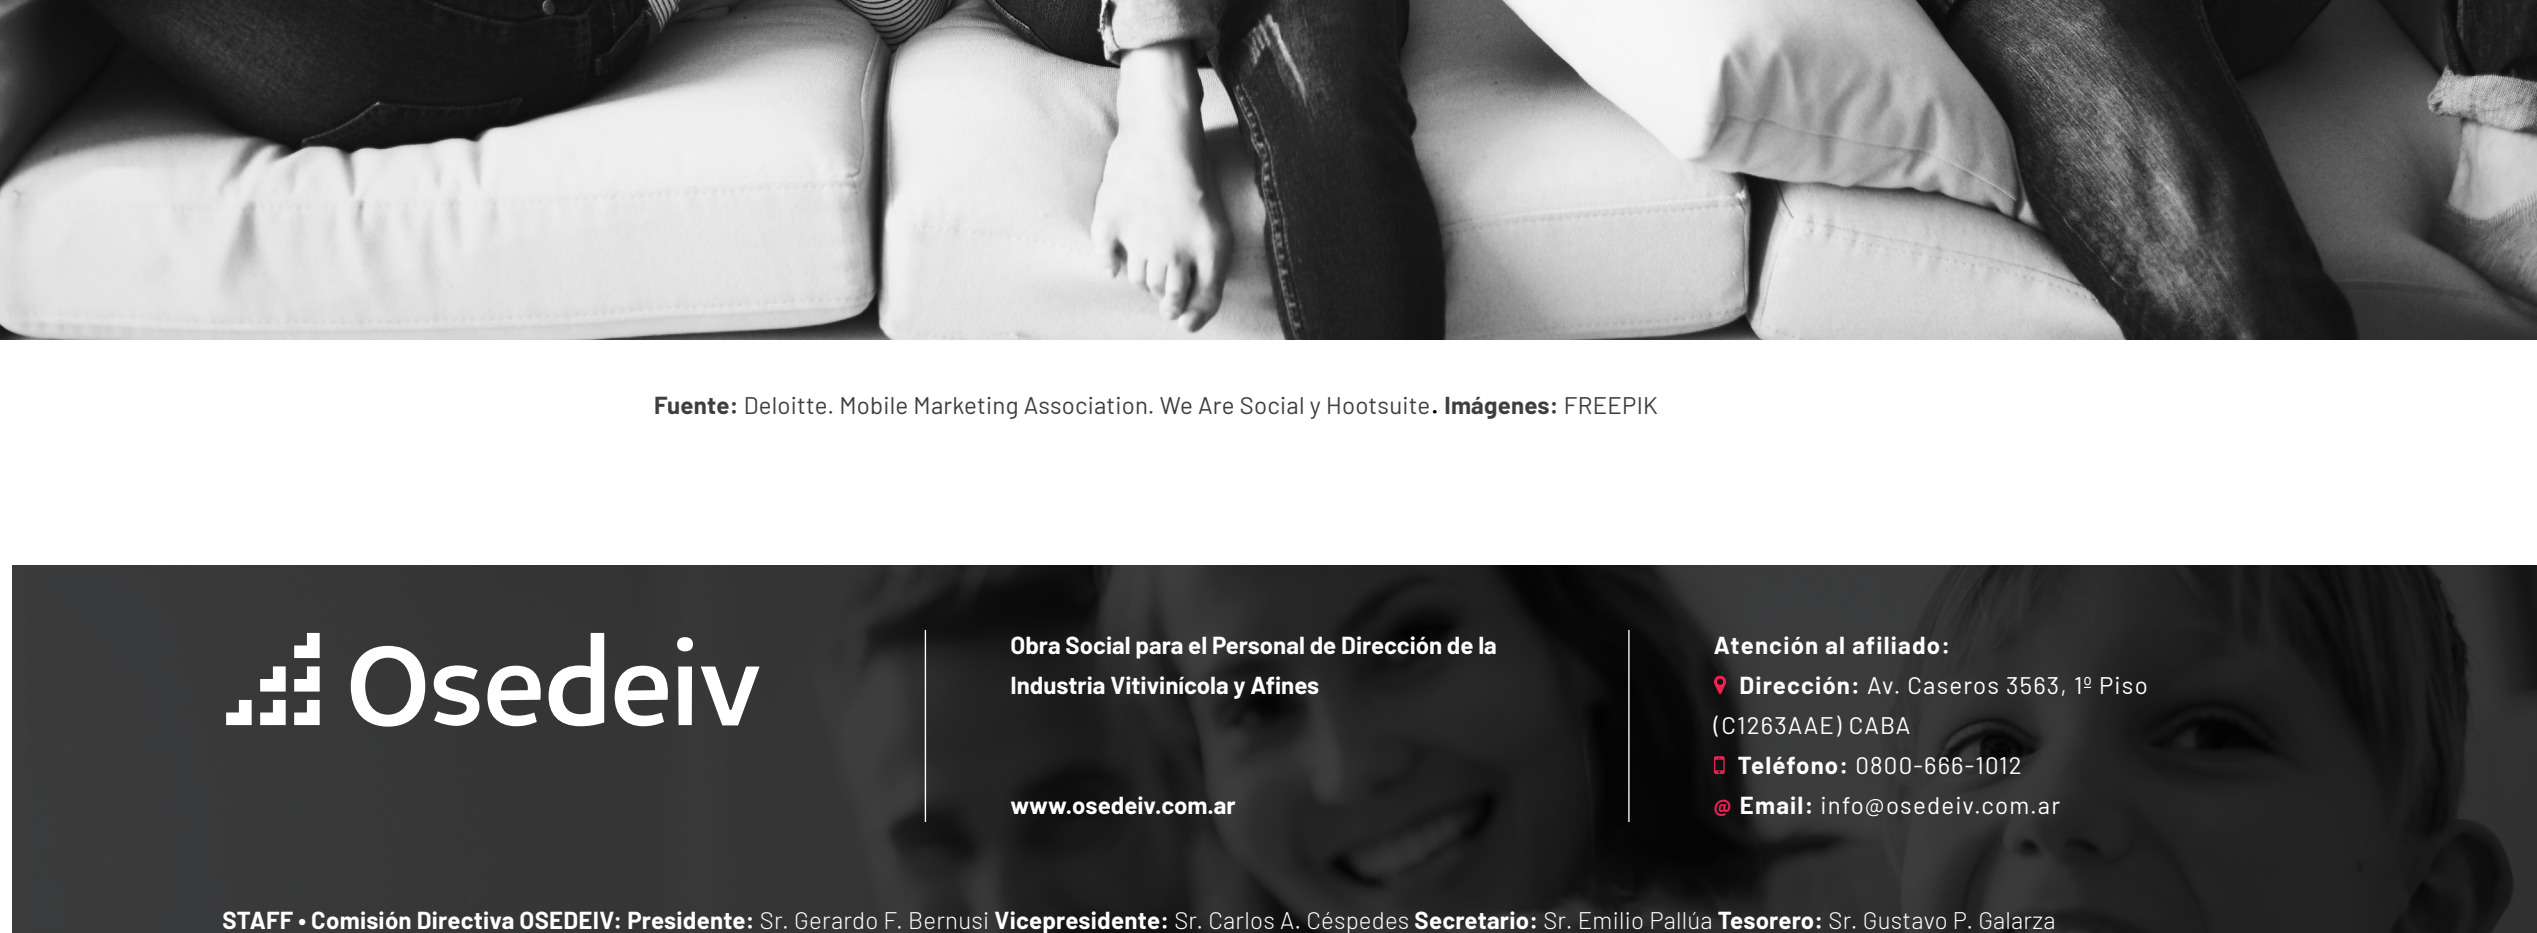 Fuente: Deloitte. Mobile Marketing Association. We Are Social y Hootsuite. Imágenes: FREEPIK
Osedeiv
Obra Social para el Personal de Dirección de la
Industria Vitivinícola y Afines
www.osedeiv.com.ar
Atención al afiliado:
Dirección: Av. Caseros 3563, 1º Piso
(C1263AAE) CABA
Teléfono: 0800-666-1012
@ Email: info@osedeiv.com.ar
STAFF • Comisión Directiva OSEDEIV: Presidente: Sr. Gerardo F. Bernusi Vicepresidente: Sr. Carlos A. Céspedes Secretario: Sr. Emilio Pallúa Tesorero: Sr. Gustavo P. Galarza